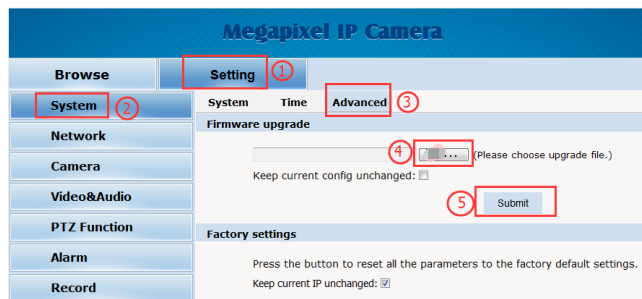 Megapixel IP Camera
Browse
Setting
1
System
2
System Time Advanced
3
Network
Firmware upgrade
4
... (Please choose upgrade file.)
Camera
Keep current config unchanged:
Video&Audio
5
Submit
PTZ Function
Factory settings
Alarm
Press the button to reset all the parameters to the factory default settings.
Record
Keep current IP unchanged: